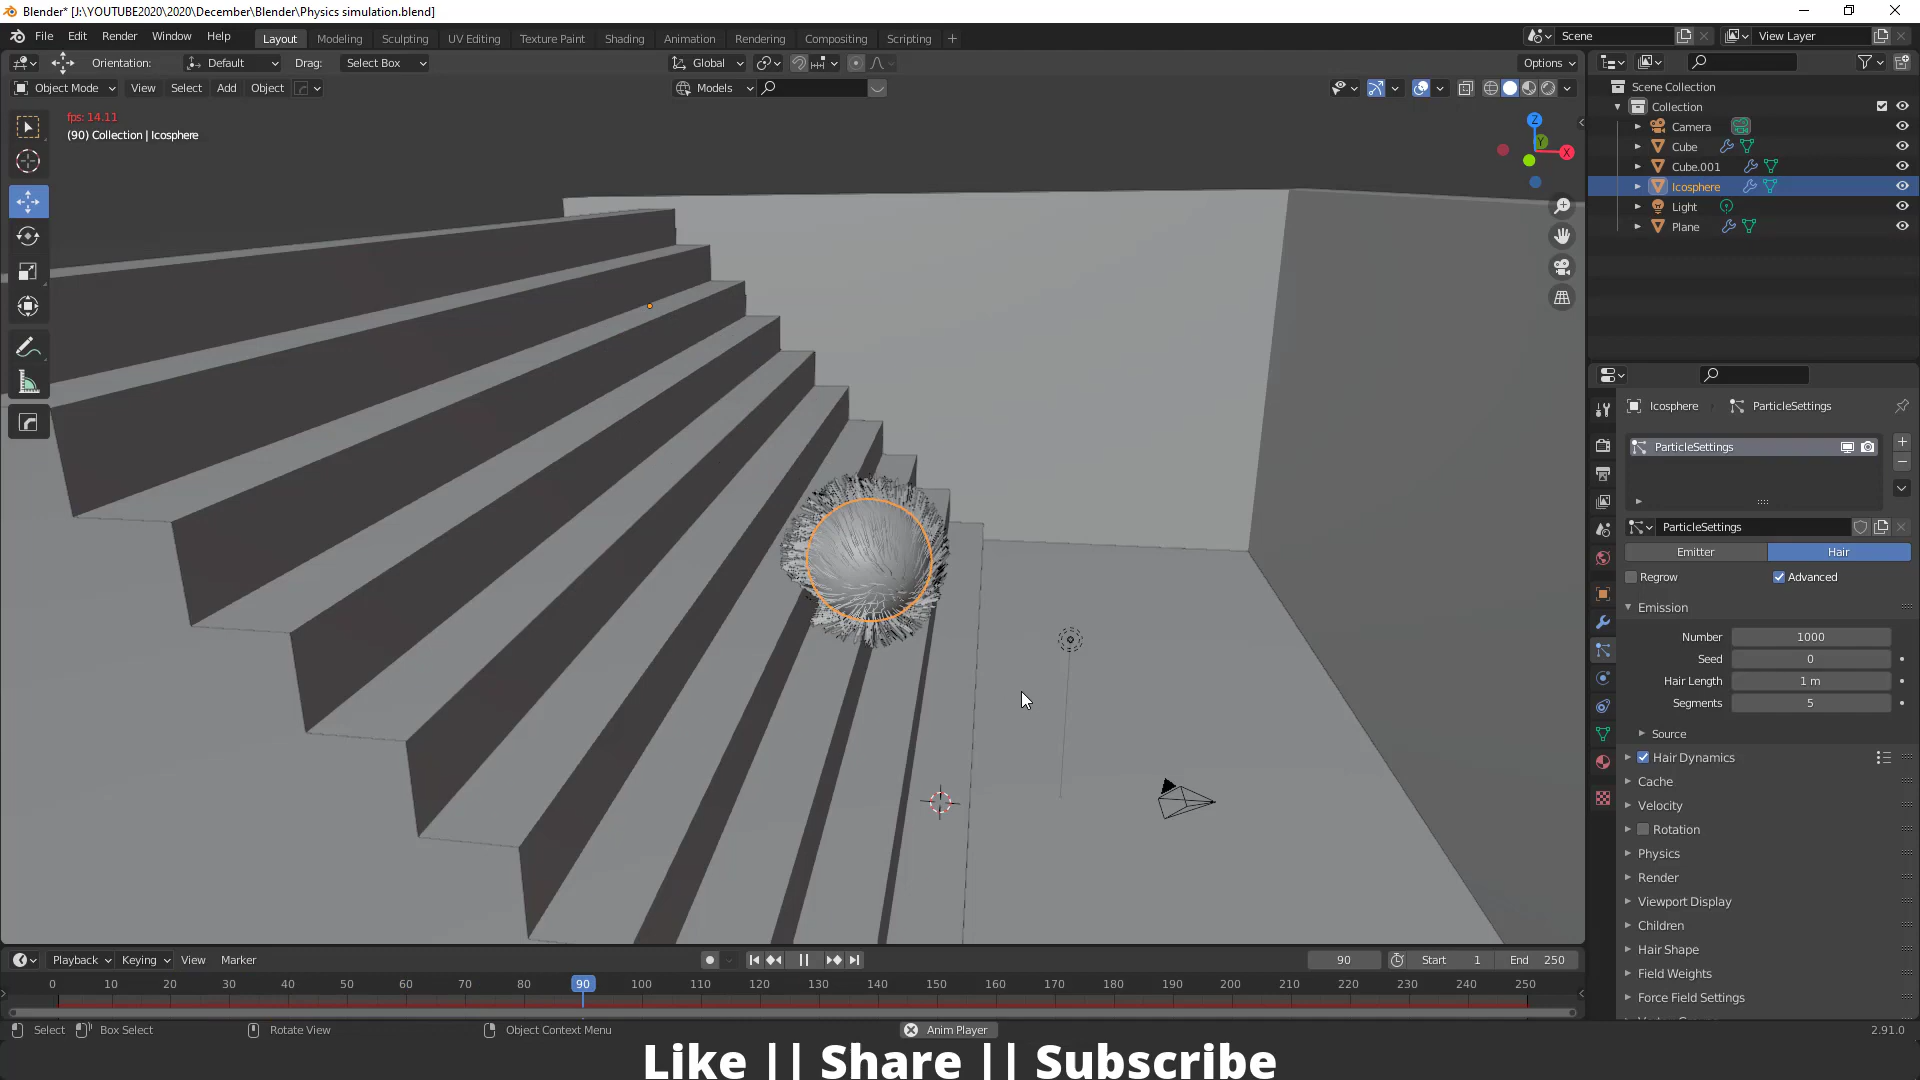 Blender* [J:\YOUTUBE2020\2020\December\Blender\Physics simulation.blend]
File Edit Render Window Help Layout Modeling Sculpting UV Editing Texture Paint Shading Animation Rendering Compositing Scripting + Scene View Layer
Orientation: Default Drag: Select Box Global Options
Object Mode View Select Add Object Models
fps: 14.11
(90) Collection | Icosphere
Z
Y
X
Scene Collection
Collection
Camera
Cube
Cube.001
Icosphere
Light
Plane
Icosphere ParticleSettings
ParticleSettings
ParticleSettings
Emitter Hair
Regrow Advanced
Emission
Number 1000
Seed 0
Hair Length 1 m
Segments 5
Source
Hair Dynamics
Cache
Velocity
Rotation
Physics
Render
Viewport Display
Children
Hair Shape
Field Weights
Force Field Settings
Playback Keying View Marker 90 Start 1 End 250
0 10 20 30 40 50 60 70 80 90 100 110 120 130 140 150 160 170 180 190 200 210 220 230 240 250
Select Box Select Rotate View Object Context Menu Anim Player 2.91.0
Like || Share || Subscribe